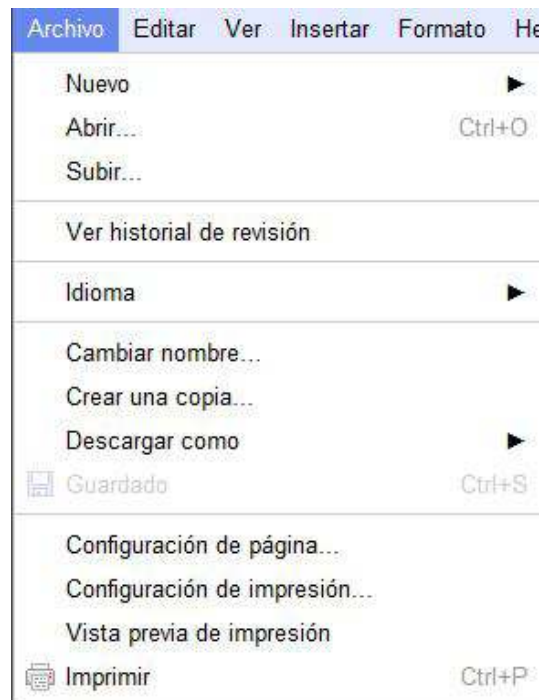 Archivo Editar Ver Insertar Formato He
Nuevo
Abrir... Ctrl+O
Subir...
Ver historial de revisión
Idioma
Cambiar nombre...
Crear una copia...
Descargar como
Guardado Ctrl+S
Configuración de página...
Configuración de impresión...
Vista previa de impresión
Imprimir Ctrl+P